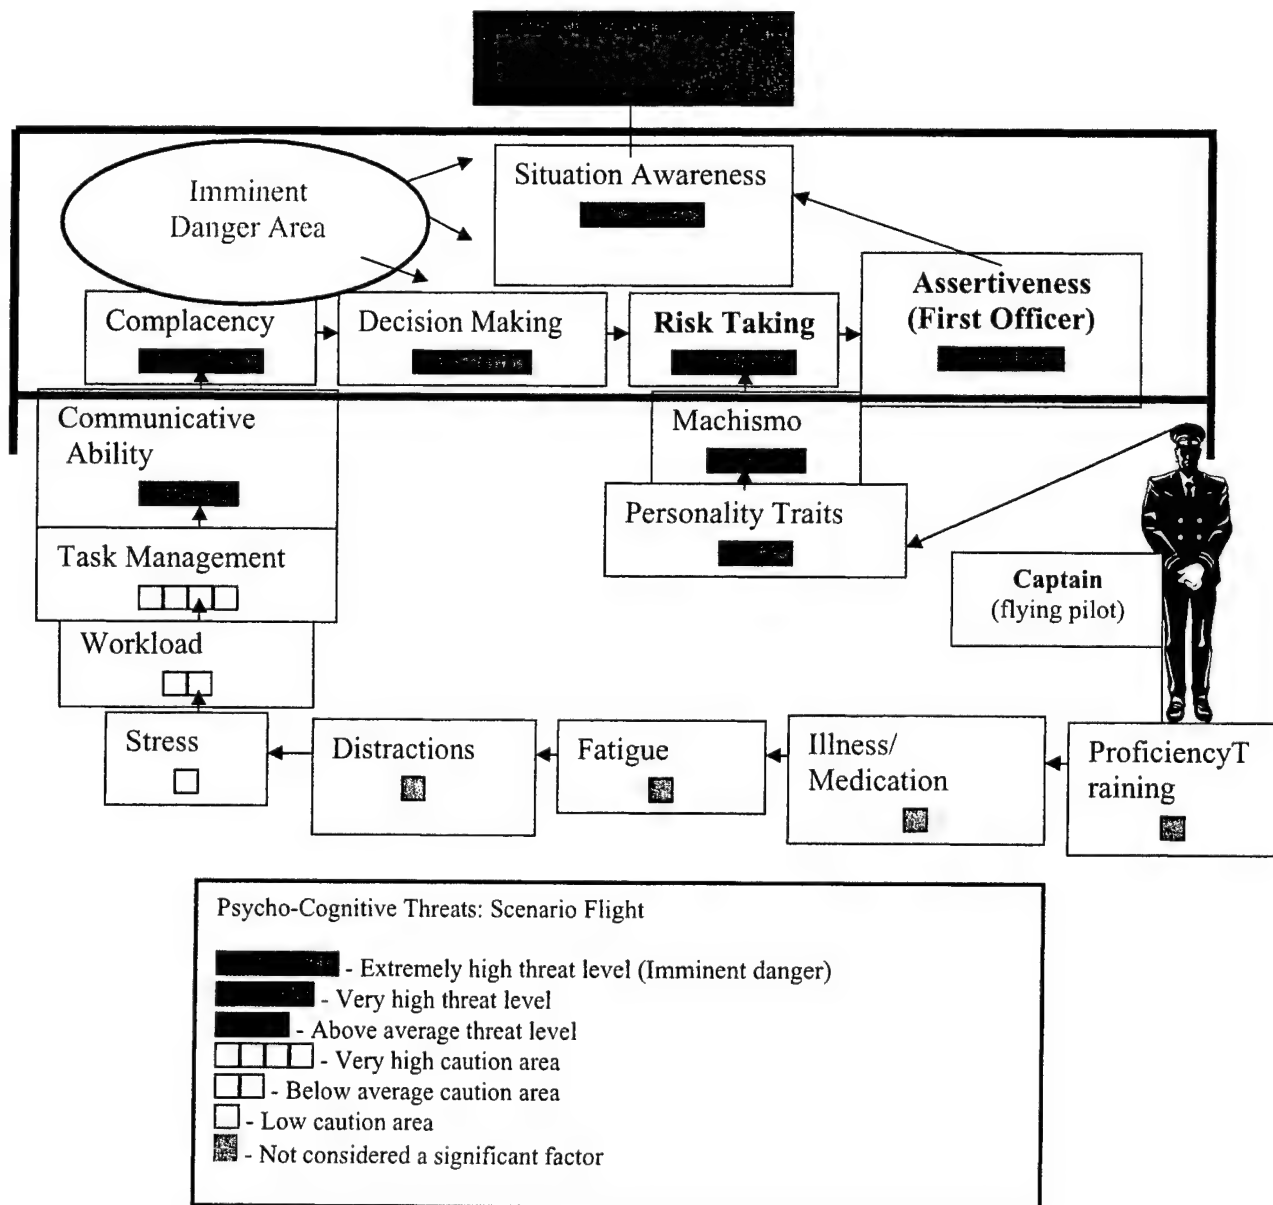 Imminent
Danger Area
Situation Awareness
Complacency
Decision Making
Risk Taking
Assertiveness
(First Officer)
Communicative
Ability
Machismo
Personality Traits
Task Management
Captain
(flying pilot)
Workload
Stress
Distractions
Fatigue
Illness/
Medication
ProficiencyT
raining
Psycho-Cognitive Threats: Scenario Flight
- Extremely high threat level (Imminent danger)
- Very high threat level
- Above average threat level
- Very high caution area
- Below average caution area
- Low caution area
- Not considered a significant factor